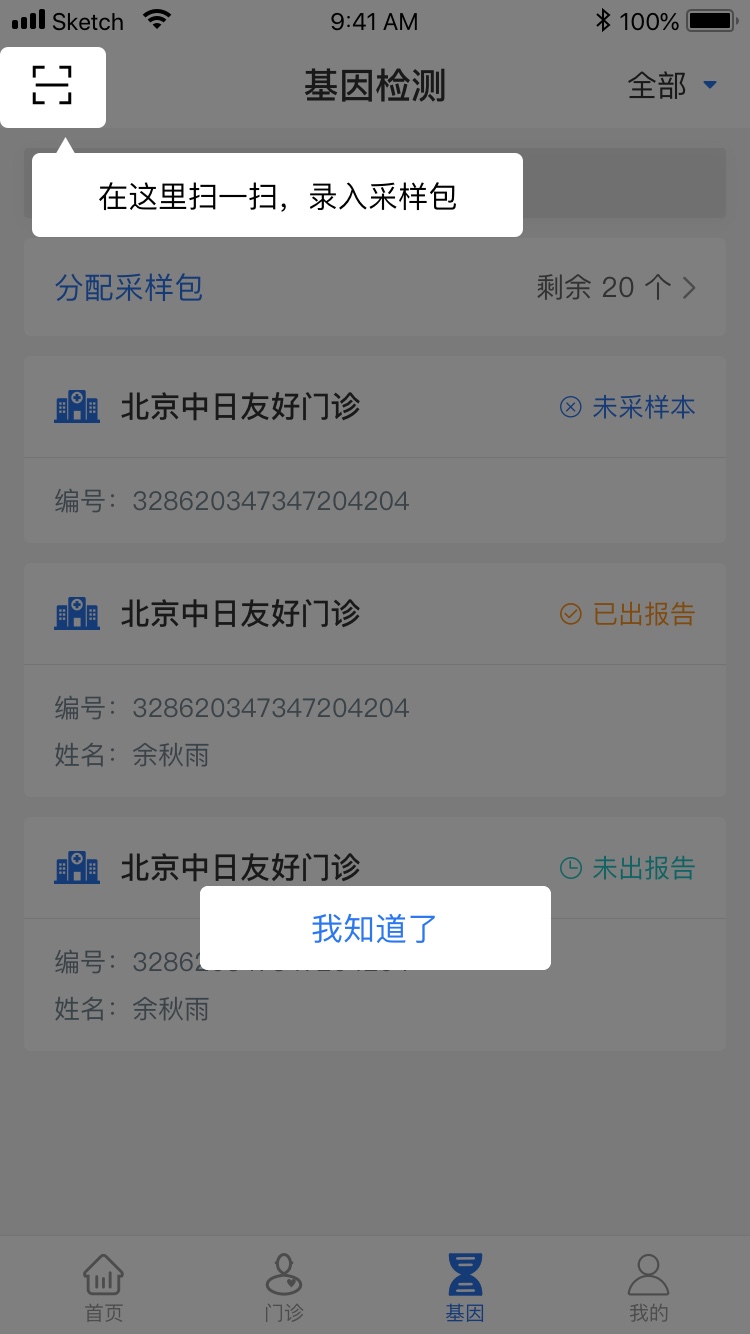 Sketch 9:41 AM 100%
基因检测 全部
在这里扫一扫，录入采样包
分配采样包 剩余 20 个
北京中日友好门诊 未采样本
编号：328620347347204204
北京中日友好门诊 已出报告
编号：328620347347204204
姓名：余秋雨
北京中日友好门诊 未出报告
我知道了
编号：32862
姓名：余秋雨
首页 门诊 基因 我的